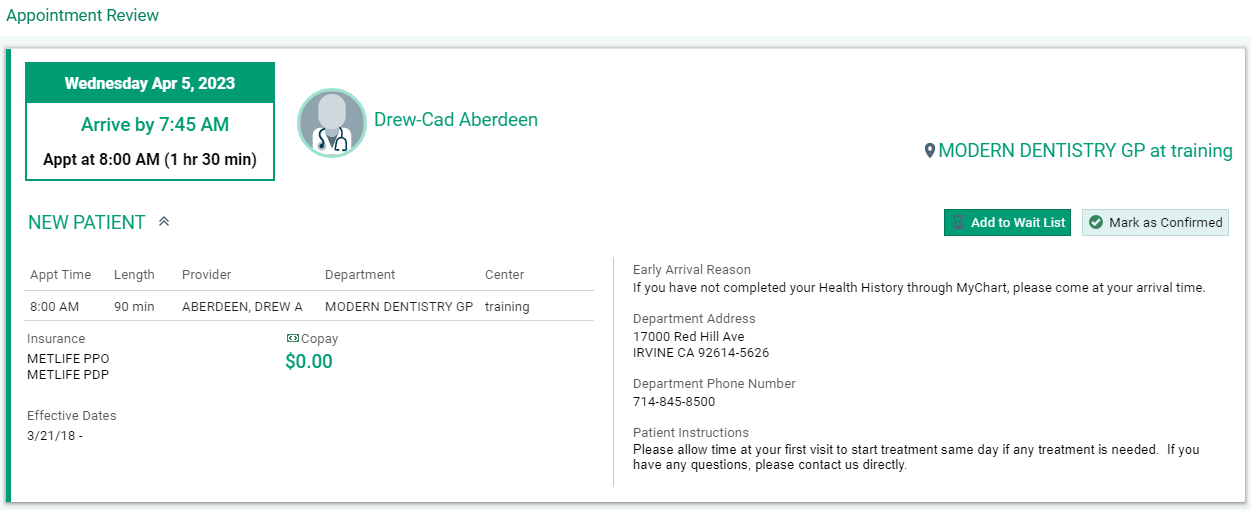 Appointment Review
Wednesday Apr 5, 2023
Arrive by 7:45 AM
Appt at 8:00 AM (1 hr 30 min)
Drew-Cad Aberdeen
MODERN DENTISTRY GP at training
NEW PATIENT
Add to Wait List
Mark as Confirmed
Appt Time Length Provider Department Center
8:00 AM 90 min ABERDEEN, DREW A MODERN DENTISTRY GP training
Insurance
METLIFE PPO
METLIFE PDP
Copay
$0.00
Effective Dates
3/21/18 -
Early Arrival Reason
If you have not completed your Health History through MyChart, please come at your arrival time.
Department Address
17000 Red Hill Ave
IRVINE CA 92614-5626
Department Phone Number
714-845-8500
Patient Instructions
Please allow time at your first visit to start treatment same day if any treatment is needed.  If you
have any questions, please contact us directly.